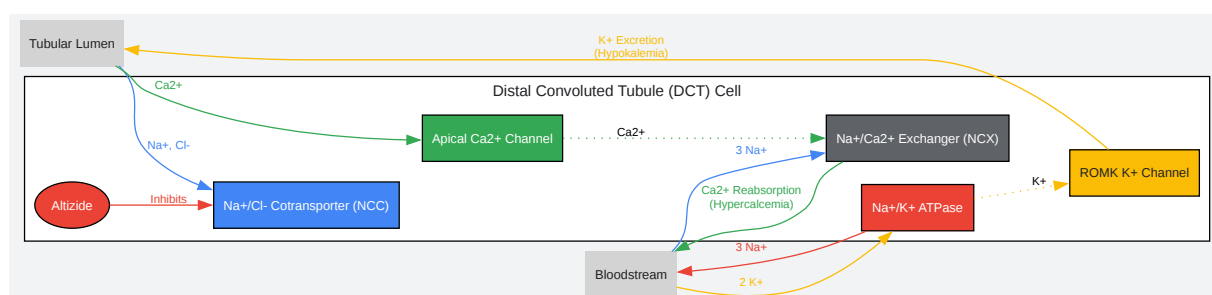 Tubular Lumen
K+ Excretion
(Hypokalemia)
Ca2+
Distal Convoluted Tubule (DCT) Cell
Apical Ca2+ Channel
Ca2+
Na+/Ca2+ Exchanger (NCX)
Na+, Cl-
3 Na+
ROMK K+ Channel
K+
Altizide
Inhibits
Na+/Cl- Cotransporter (NCC)
Ca2+ Reabsorption
(Hypercalcemia)
Na+/K+ ATPase
3 Na+
Bloodstream
2 K+